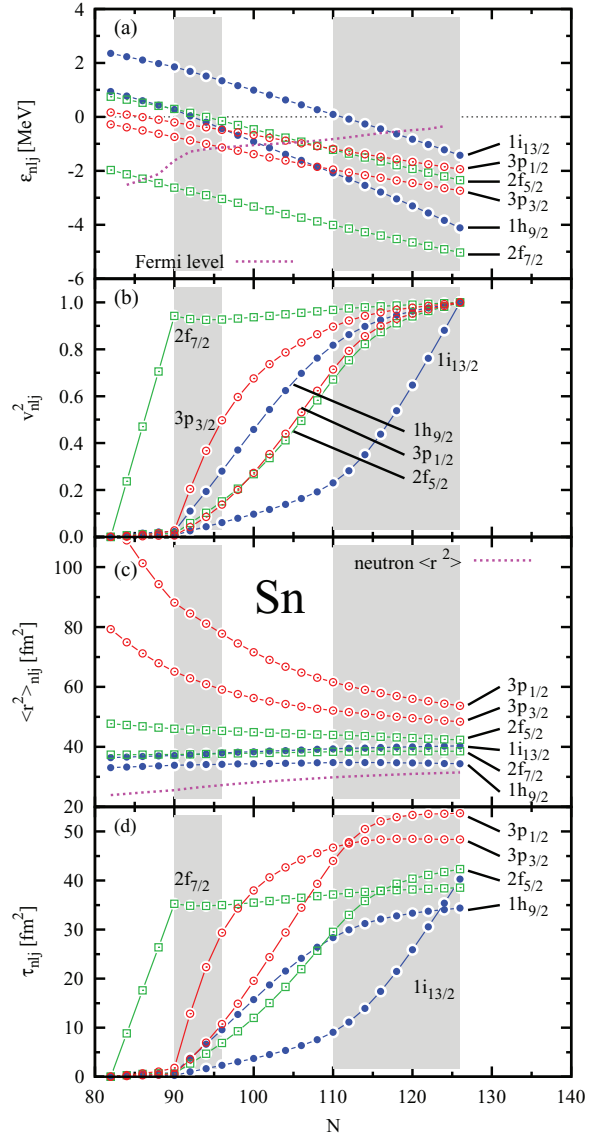 (a)
4
2
0
-2
-4
-6
ε_nlj [MeV]
Fermi level
1i_13/2
3p_1/2
2f_5/2
3p_3/2
1h_9/2
2f_7/2
(b)
1.0
0.8
0.6
0.4
0.2
0.0
v²_nlj
2f_7/2
3p_3/2
1i_13/2
1h_9/2
3p_1/2
2f_5/2
(c)
Sn
neutron <r ²>
100
80
60
40
20
<r²>_nlj [fm²]
3p_1/2
3p_3/2
2f_5/2
1i_13/2
2f_7/2
1h_9/2
(d)
50
40
30
20
10
0
τ_nlj [fm²]
2f_7/2
3p_1/2
3p_3/2
2f_5/2
1h_9/2
1i_13/2
80 90 100 110 120 130 140
N